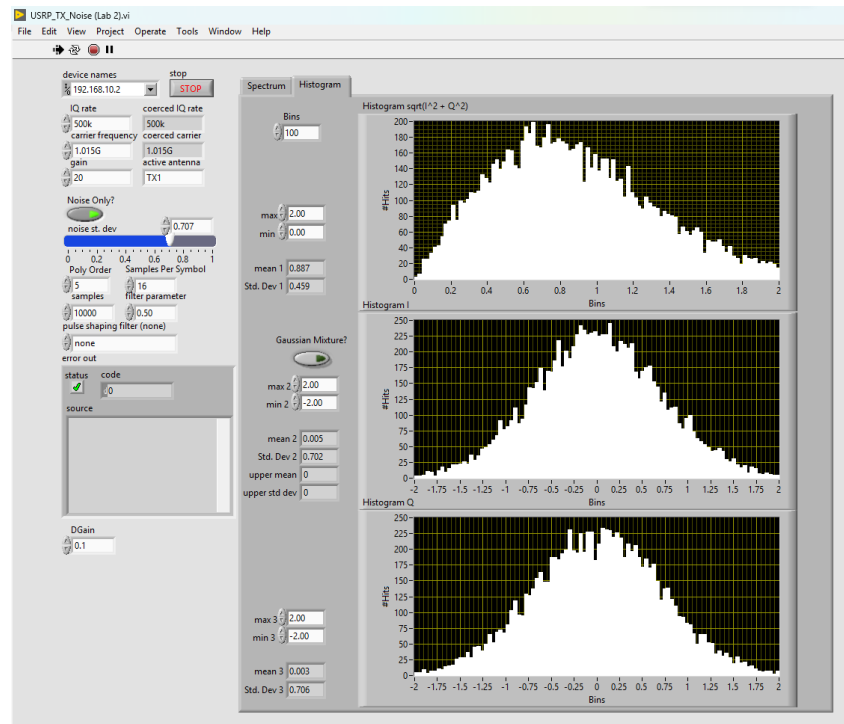 USRP_TX_Noise (Lab 2).vi
File Edit View Project Operate Tools Window Help
device names stop
192.168.10.2 STOP
IQ rate coerced IQ rate
500k 500k
carrier frequency coerced carrier
1.015G 1.015G
gain active antenna
20 TX1
Noise Only?
noise st. dev 0.707
0 0.2 0.4 0.6 0.8 1
Poly Order Samples Per Symbol
5 16
samples filter parameter
10000 0.50
pulse shaping filter (none)
none
error out
status code
0
source
DGain
0.1
Spectrum Histogram
Bins
100
max 2.00
min 0.00
mean 1 0.887
Std. Dev 1 0.459
Gaussian Mixture?
max 2 2.00
min 2 -2.00
mean 2 0.005
Std. Dev 2 0.702
upper mean 0
upper std dev 0
max 3 2.00
min 3 -2.00
mean 3 0.003
Std. Dev 3 0.706
Histogram sqrt(I^2 + Q^2)
#Hits
200
180
160
140
120
100
80
60
40
20
0
0 0.2 0.4 0.6 0.8 1 1.2 1.4 1.6 1.8 2
Bins
Histogram I
#Hits
250
225
200
175
150
125
100
75
50
25
0
-2 -1.75 -1.5 -1.25 -1 -0.75 -0.5 -0.25 0 0.25 0.5 0.75 1 1.25 1.5 1.75 2
Bins
Histogram Q
#Hits
250
225
200
175
150
125
100
75
50
25
0
-2 -1.75 -1.5 -1.25 -1 -0.75 -0.5 -0.25 0 0.25 0.5 0.75 1 1.25 1.5 1.75 2
Bins